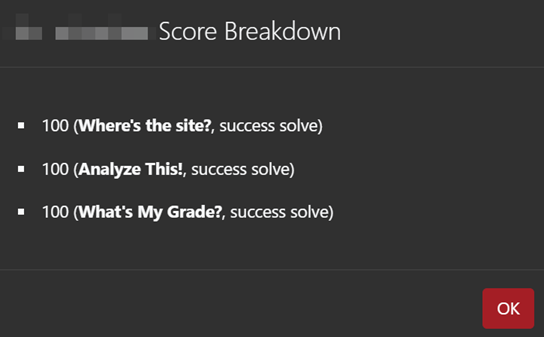 Score Breakdown
100 (Where's the site?, success solve)
100 (Analyze This!, success solve)
100 (What's My Grade?, success solve)
OK